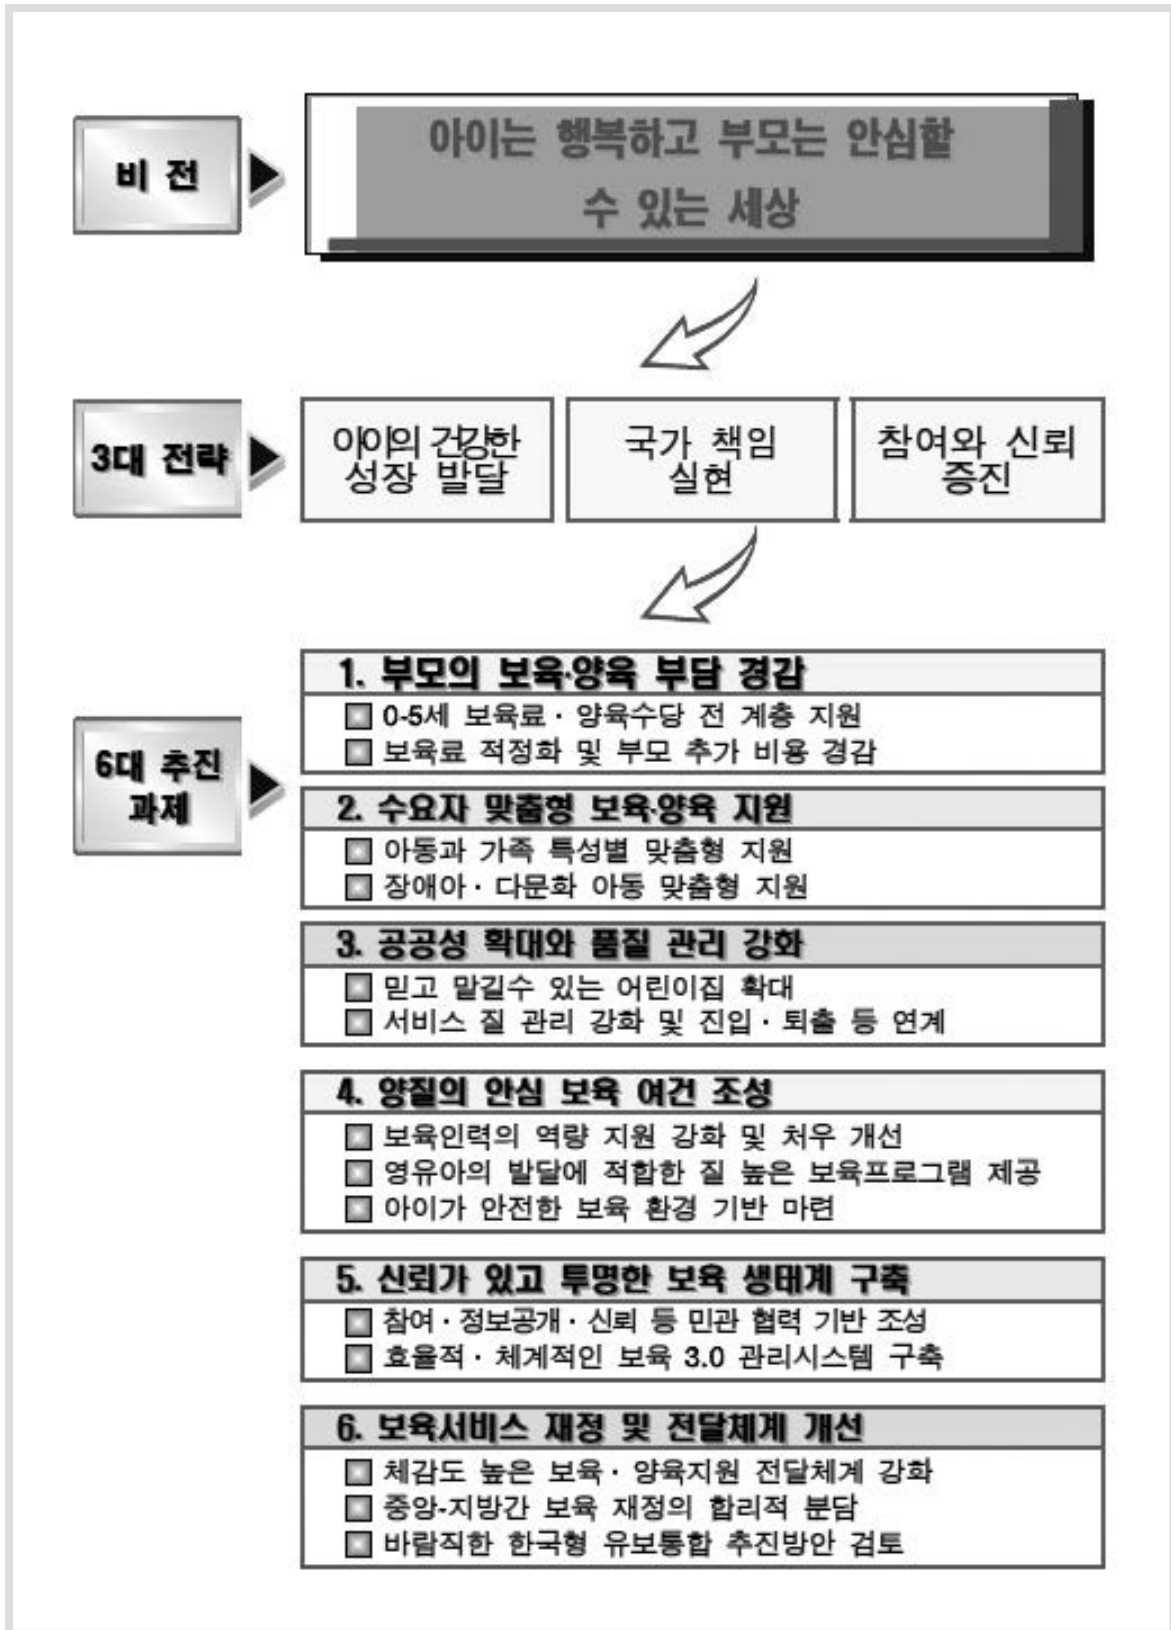 비 전
아이는 행복하고 부모는 안심할
수 있는 세상
3대 전략
아이의 건강한
성장 발달
국가 책임
실현
참여와 신뢰
증진
6대 추진
과제
1. 부모의 보육·양육 부담 경감
0-5세 보육료· 양육수당 전 계층 지원
보육료 적정화 및 부모 추가 비용 경감
2. 수요자 맞춤형 보육·양육 지원
아동과 가족 특성별 맞춤형 지원
장애아· 다문화 아동 맞춤형 지원
3. 공공성 확대와 품질 관리 강화
믿고 맡길수 있는 어린이집 확대
서비스 질 관리 강화 및 진입· 퇴출 등 연계
4. 양질의 안심 보육 여건 조성
보육인력의 역량 지원 강화 및 처우 개선
영유아의 발달에 적합한 질 높은 보육프로그램 제공
아이가 안전한 보육 환경 기반 마련
5. 신뢰가 있고 투명한 보육 생태계 구축
참여·정보공개·신뢰 등 민관 협력 기반 조성
효율적· 체계적인 보육 3.0 관리시스템 구축
6. 보육서비스 재정 및 전달체계 개선
체감도 높은 보육· 양육지원 전달체계 강화
중앙-지방간 보육 재정의 합리적 분담
바람직한 한국형 유보통합 추진방안 검토